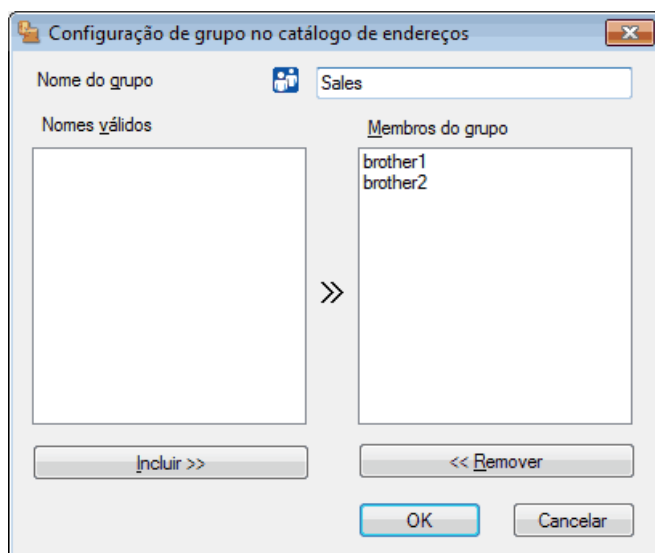 Configuração de grupo no catálogo de endereços
Nome do grupo
Sales
Nomes válidos
Membros do grupo
brother1
brother2
Incluir >>
<< Remover
OK
Cancelar